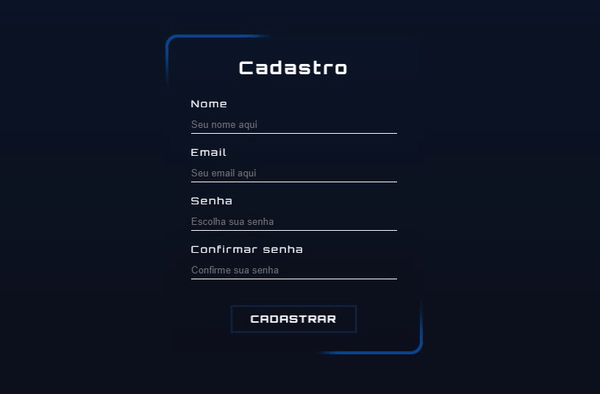 Cadastro
Nome
Seu nome aqui
Email
Seu email aqui
Senha
Escolha sua senha
Confirmar senha
Confirme sua senha
CADASTRAR